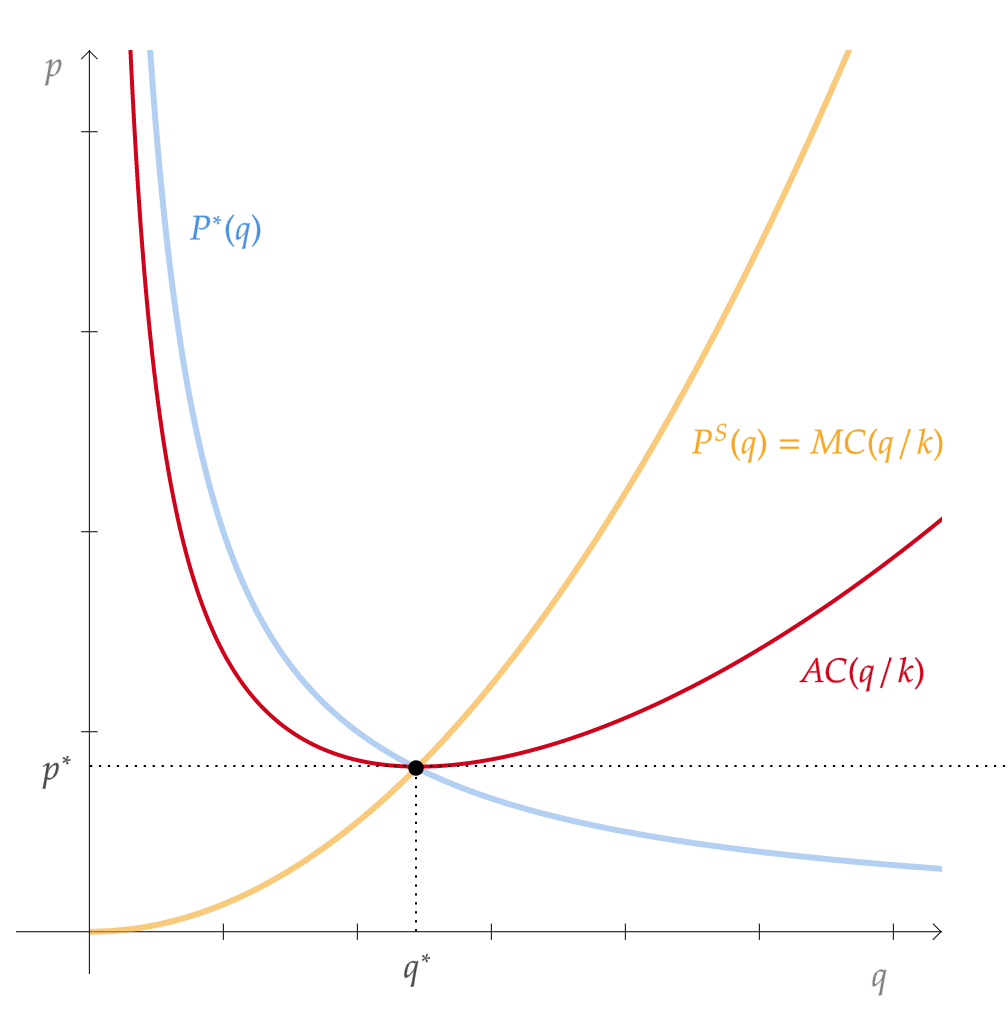 p
P*(q)
P^S(q) = MC(q/k)
AC(q/k)
p*
q*
q